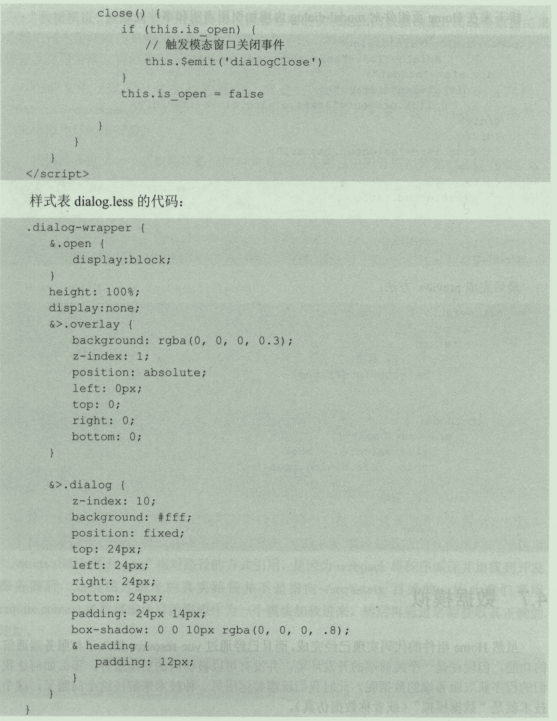 close() {
            if (this.is_open) {
                // 触发模态窗口关闭事件
                this.$emit('dialogClose')
            }
            this.is_open = false

        }
    }
}
</script>
样式表 dialog.less 的代码：
.dialog-wrapper {
    &.open {
        display:block;
    }
    height: 100%;
    display:none;
    &>.overlay {
        background: rgba(0, 0, 0, 0.3);
        z-index: 1;
        position: absolute;
        left: 0px;
        top: 0;
        right: 0;
        bottom: 0;
    }

    &>.dialog {
        z-index: 10;
        background: #fff;
        position: fixed;
        top: 24px;
        left: 24px;
        right: 24px;
        bottom: 24px;
        padding: 24px 14px;
        box-shadow: 0 0 10px rgba(0, 0, 0, .8);
        & heading {
            padding: 12px;
        }
    }
}